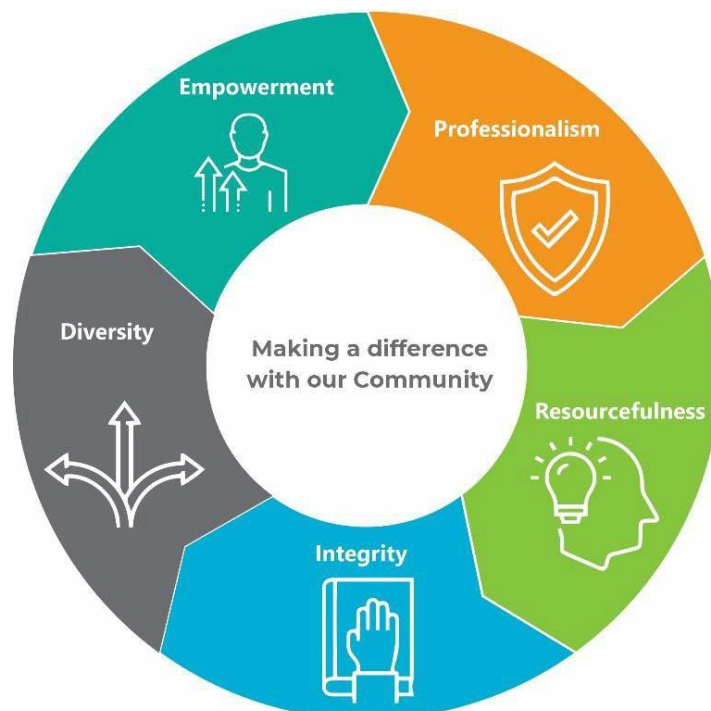 Empowerment
Professionalism
Diversity
Making a difference
with our Community
Resourcefulness
Integrity